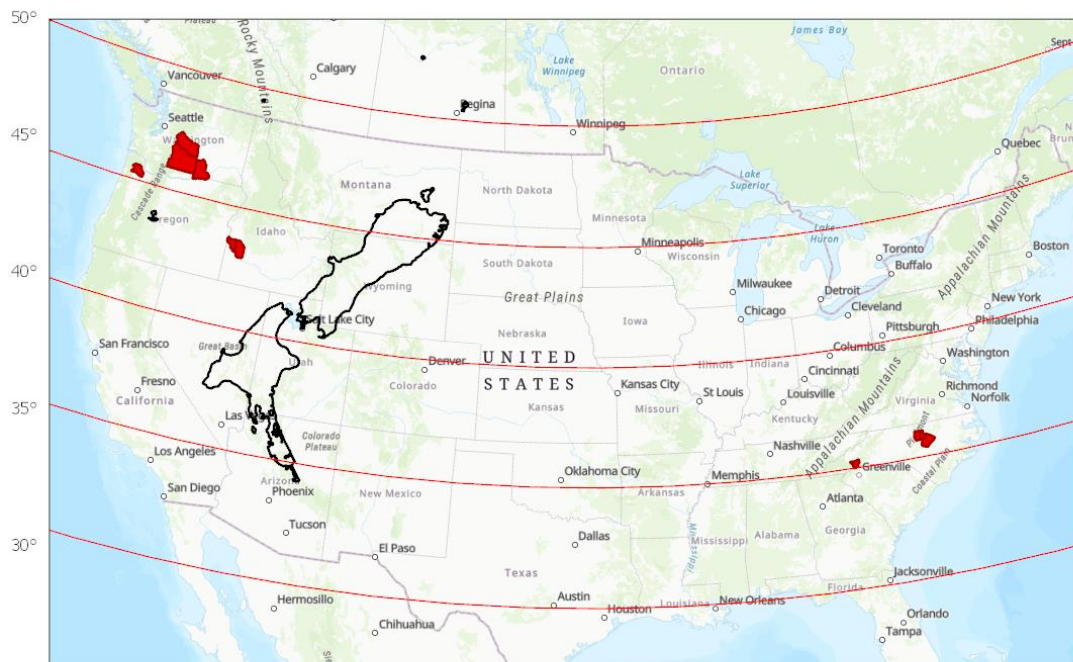 50°
Plateau
Rocky Mountains
Calgary
Lake
Winnipeg
Ontario
James Bay
Sept
Vancouver
Regina
Winnipeg
45°
Seattle
Washington
Quebec
Cascade Range
Oregon
Idaho
Montana
North Dakota
Minnesota
Lake
Superior
Appalachian Mountains
Minneapolis
Wisconsin
Lake
Huron
Toronto
Buffalo
Boston
40°
South Dakota
Wyoming
Great Plains
Milwaukee
Chicago
Detroit
Cleveland
New York
Pittsburgh
Philadelphia
Salt Lake City
Great Basin
Utah
Nebraska
Iowa
San Francisco
Denver
Colorado
UNITED
STATES
Illinois
Indiana
Columbus
Cincinnati
Washington
Fresno
California
Kansas
Kansas City
Missouri
St Louis
Louisville
Kentucky
Appalachian Mountains
Virginia
Richmond
Norfolk
35°
Las Vegas
Colorado
Plateau
Nashville
Piedmont
Coastal Plain
Los Angeles
San Diego
Arizona
Phoenix
New Mexico
Oklahoma City
Arkansas
Memphis
Greenville
Atlanta
Tucson
El Paso
Dallas
Mississippi
Mississippi
Alabama
Georgia
30°
Texas
Austin
Houston
Louisiana
New Orleans
Jacksonville
Florida
Orlando
Tampa
Hermosillo
Chihuahua